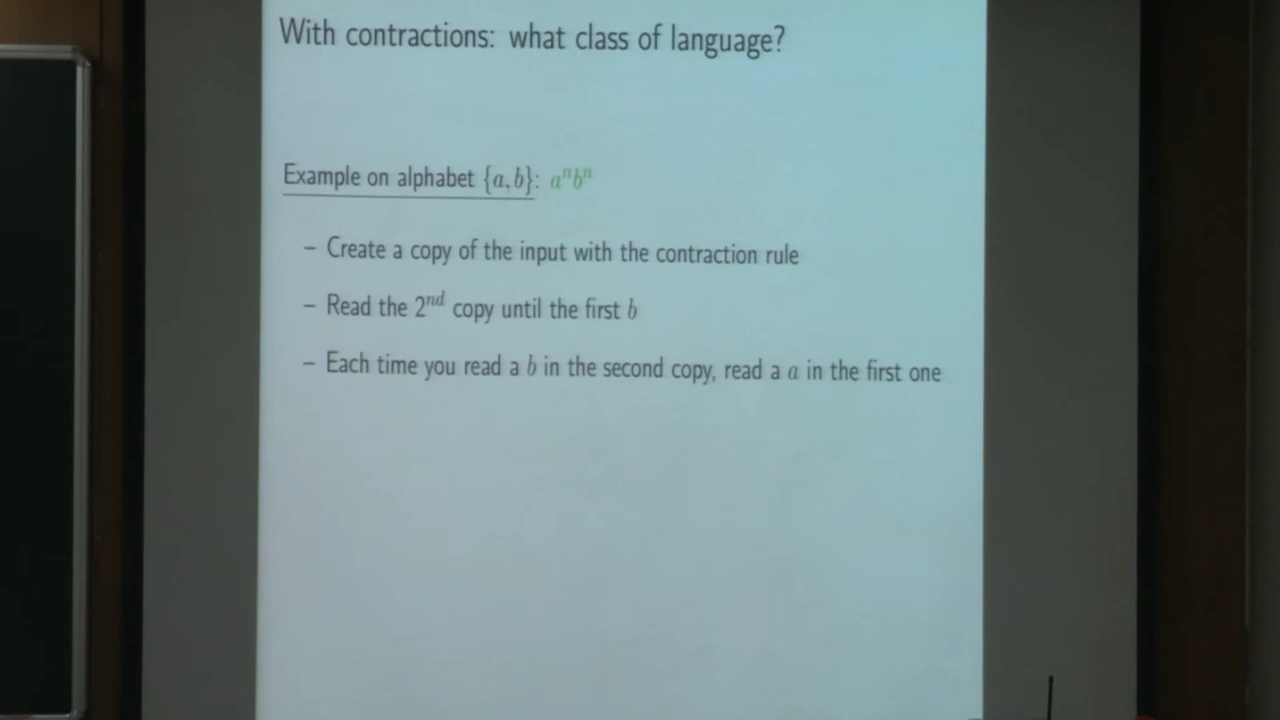 With contractions: what class of language?
Example on alphabet {a, b}: aⁿbⁿ
– Create a copy of the input with the contraction rule
– Read the 2ⁿᵈ copy until the first b
– Each time you read a b in the second copy, read a a in the first one